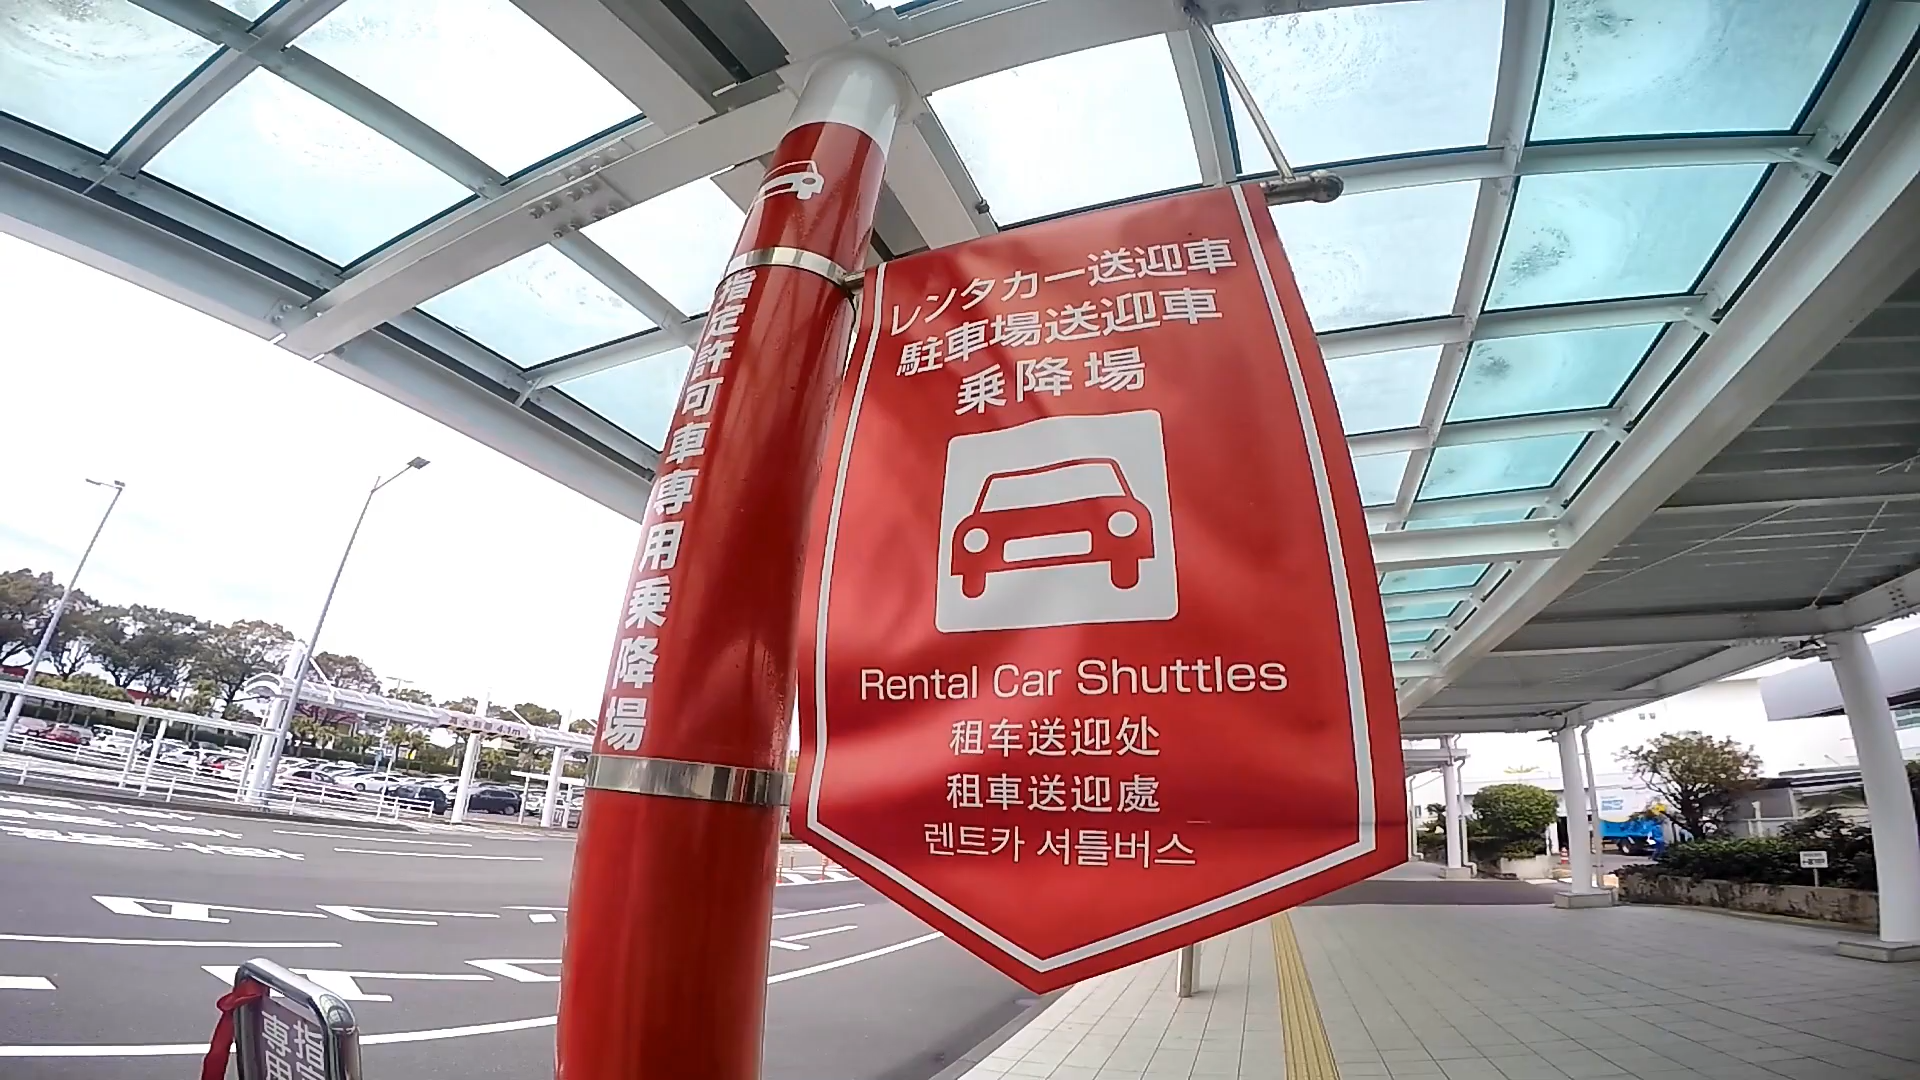 指定許可車専用乗降場
レンタカー送迎車
駐車場送迎車
乗降場
Rental Car Shuttles
租车送迎处
租車送迎處
렌트카 셔틀버스